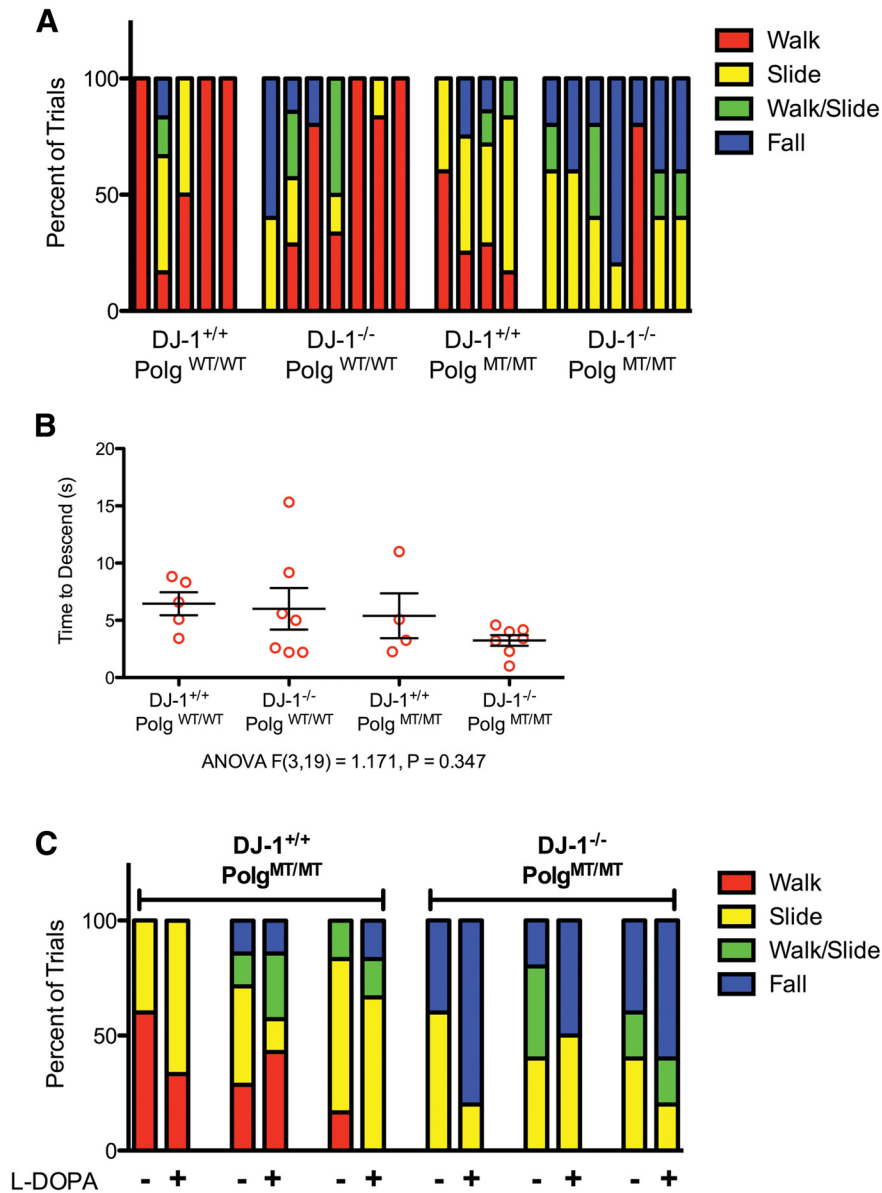 A
Percent of Trials
100
50
0
Walk
Slide
Walk/Slide
Fall
DJ-1+/+ DJ-1-/- DJ-1+/+ DJ-1-/-
Polg WT/WT Polg WT/WT Polg MT/MT Polg MT/MT
B
Time to Descend (s)
20
15
10
5
0
DJ-1+/+ DJ-1-/- DJ-1+/+ DJ-1-/-
Polg WT/WT Polg WT/WT Polg MT/MT Polg MT/MT
ANOVA F(3,19) = 1.171, P = 0.347
C
DJ-1+/+ DJ-1-/-
PolgMT/MT PolgMT/MT
Percent of Trials
100
50
0
Walk
Slide
Walk/Slide
Fall
L-DOPA - + - + - + - + - + - +